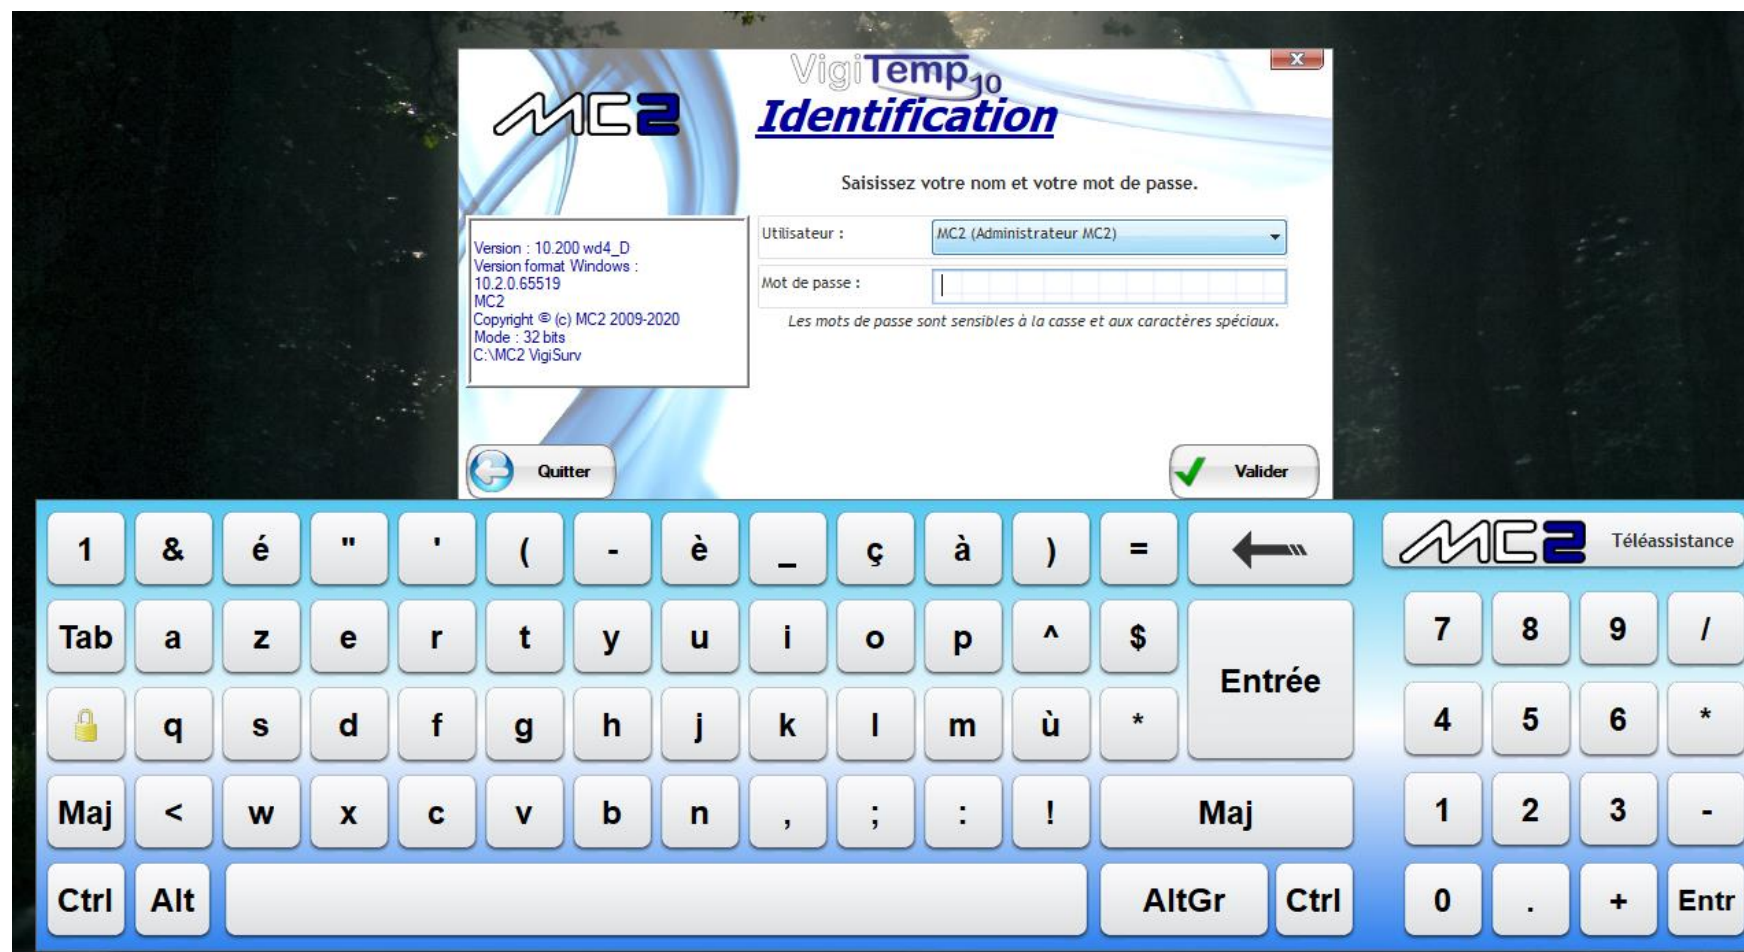 VigiTemp10
MC2
Identification
Saisissez votre nom et votre mot de passe.
Utilisateur :
MC2 (Administrateur MC2)
Mot de passe :
Les mots de passe sont sensibles à la casse et aux caractères spéciaux.
Version : 10.200 wd4_D
Version format Windows :
10.2.0.65519
MC2
Copyright © (c) MC2 2009-2020
Mode : 32 bits
C:\MC2 VigiSurv
Quitter
Valider
1 & é " ' ( - è _ ç à ) =
MC2 Téléassistance
Tab a z e r t y u i o p ^ $
Entrée
7 8 9 /
q s d f g h j k l m ù *
4 5 6 *
Maj < w x c v b n , ; : ! Maj
1 2 3 -
Ctrl Alt AltGr Ctrl
0 . + Entr